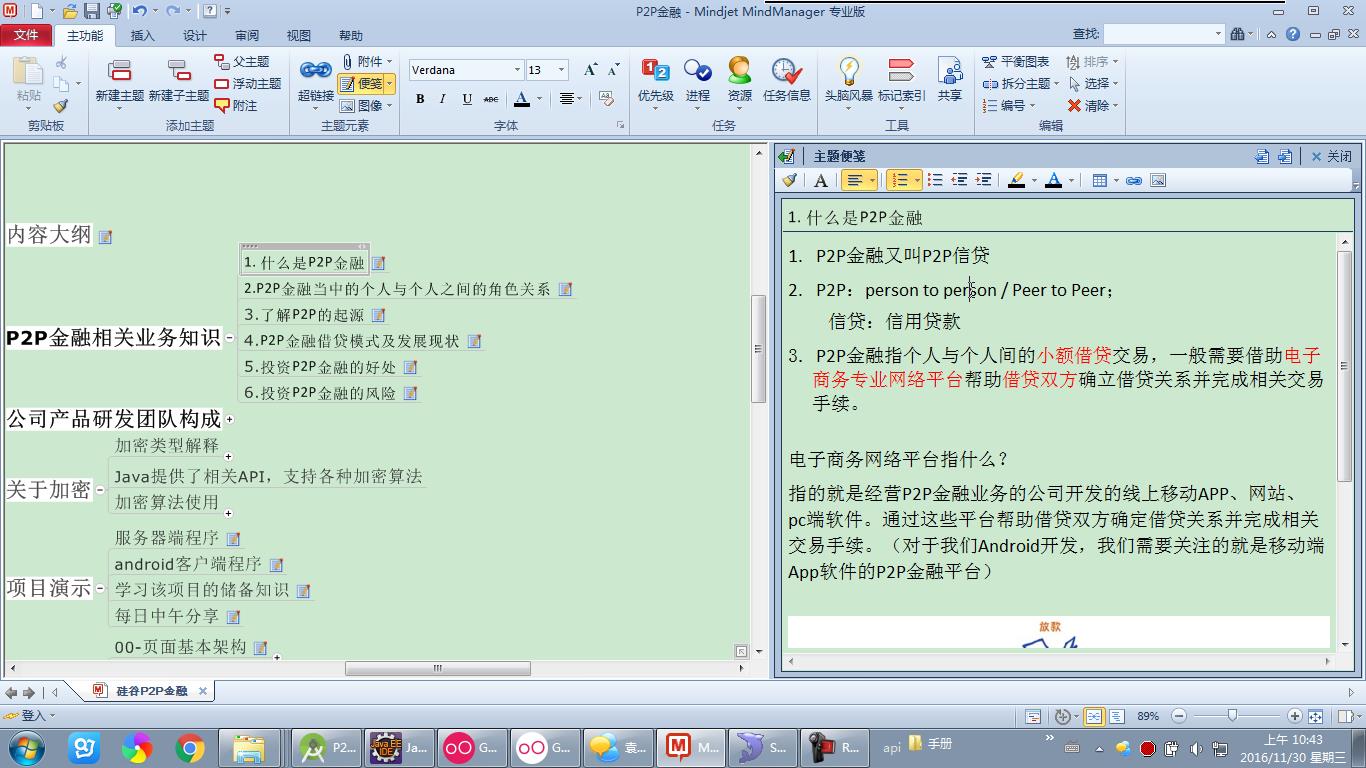 P2P金融 - Mindjet MindManager 专业版
文件 主功能 插入 设计 审阅 视图 帮助 查找:
粘贴 新建主题 新建子主题 父主题 浮动主题 附注 超链接 附件 便笺 图像
Verdana 13
B I U ABC A
优先级 进程 资源 任务信息 头脑风暴 标记索引 共享 平衡图表 拆分主题 编号 排序 选择 清除
剪贴板 添加主题 主题元素 字体 任务 工具 编辑
内容大纲
P2P金融相关业务知识
1. 什么是P2P金融
2.P2P金融当中的个人与个人之间的角色关系
3.了解P2P的起源
4.P2P金融借贷模式及发展现状
5.投资P2P金融的好处
6.投资P2P金融的风险
公司产品研发团队构成
关于加密
加密类型解释
Java提供了相关API，支持各种加密算法
加密算法使用
项目演示
服务器端程序
android客户端程序
学习该项目的储备知识
每日中午分享
00-页面基本架构
主题便笺 关闭
1. 什么是P2P金融
1. P2P金融又叫P2P信贷
2. P2P：person to person / Peer to Peer；
信贷：信用贷款
3. P2P金融指个人与个人间的小额借贷交易，一般需要借助电子
商务专业网络平台帮助借贷双方确立借贷关系并完成相关交易
手续。
电子商务网络平台指什么？
指的就是经营P2P金融业务的公司开发的线上移动APP、网站、
pc端软件。通过这些平台帮助借贷双方确定借贷关系并完成相关
交易手续。（对于我们Android开发，我们需要关注的就是移动端
App软件的P2P金融平台）
放款
硅谷P2P金融
登入 89%
P2... Ja... G... G... 袁... M... S... R... api 手册
上午 10:43
2016/11/30 星期三